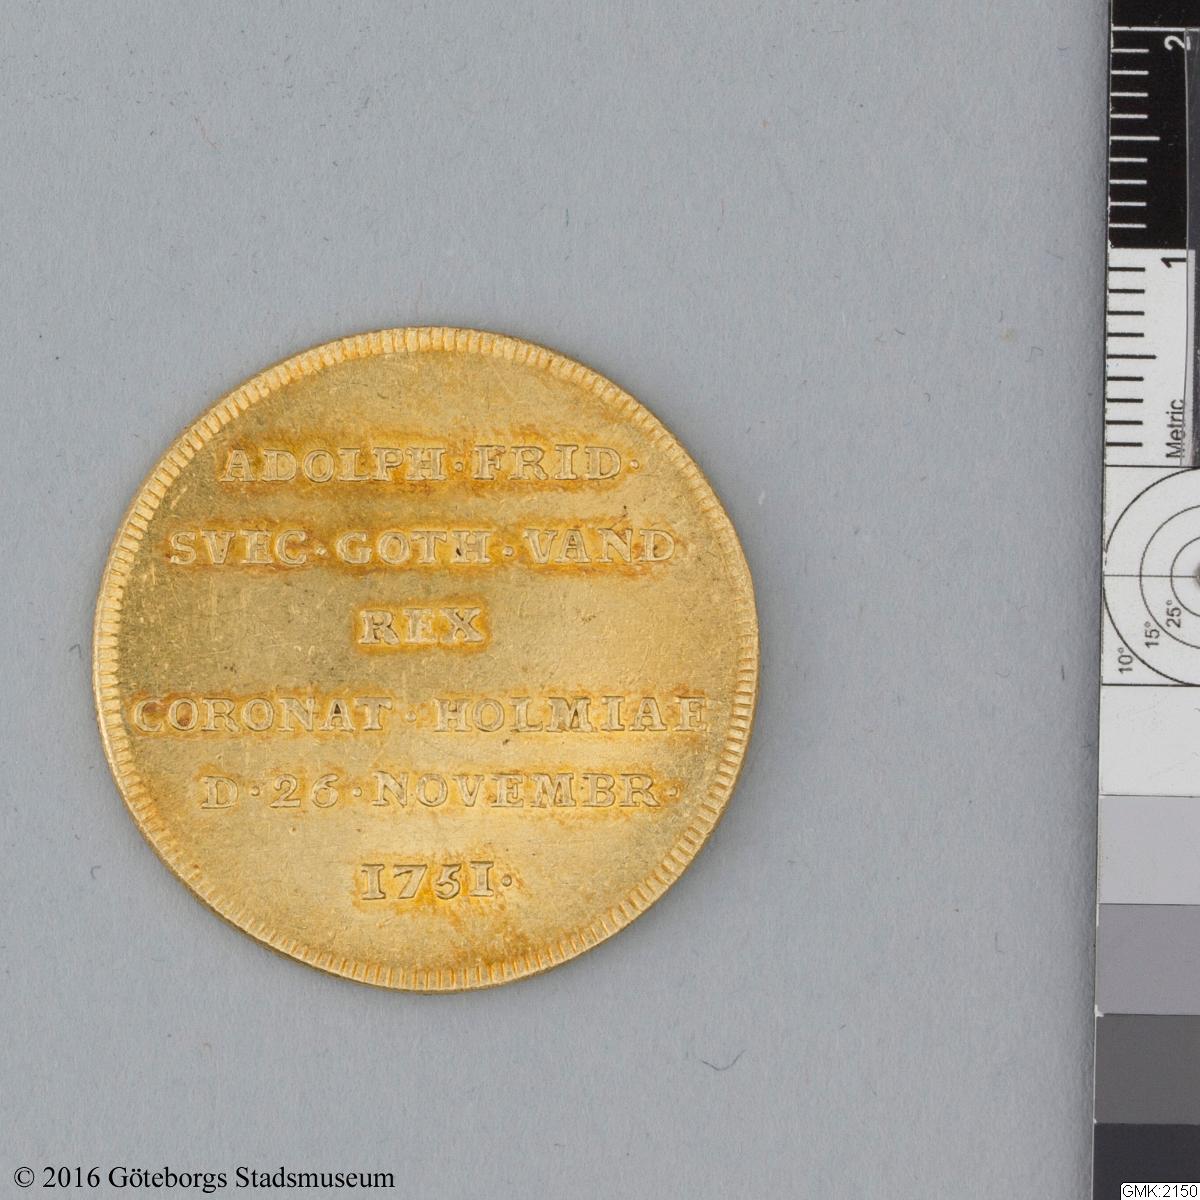 ADOLPH·FRID·
SVEC·GOTH·VAND
REX
CORONAT·HOLMIAE
D·26·NOVEMBR·
1751·
2
1
Metric
10° 15° 25°
© 2016 Göteborgs Stadsmuseum
GMK:2150